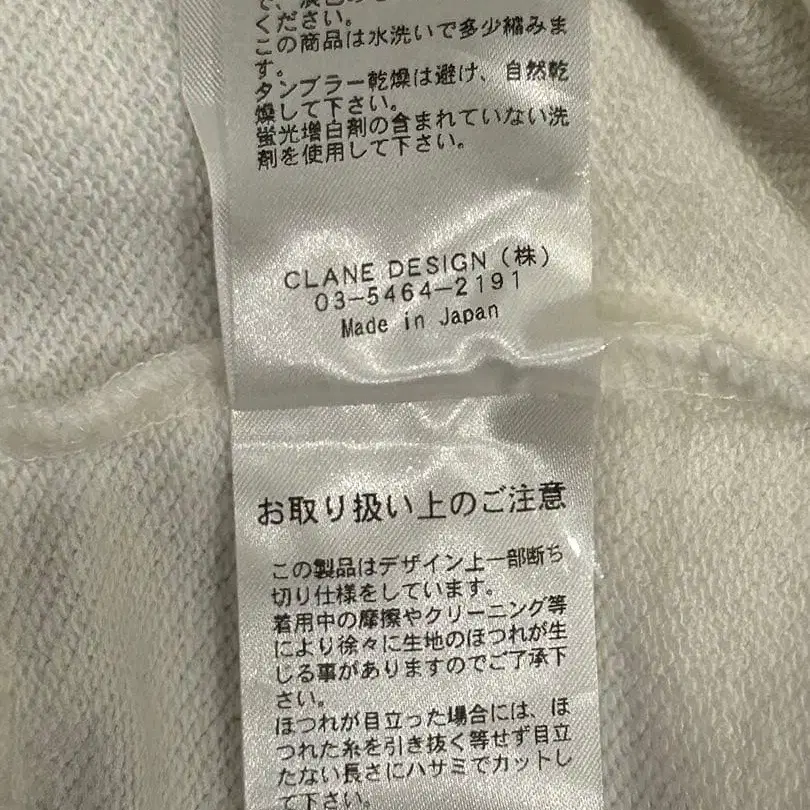 ください。
この商品は水洗いで多少縮みま
す。
タンブラー乾燥は避け、自然乾
燥して下さい。
蛍光増白剤の含まれていない洗
剤を使用して下さい。
CLANE DESIGN（株）
03-5464-2191
Made in Japan
お取り扱い上のご注意
この製品はデザイン上一部断ち
切り仕様をしています。
着用中の摩擦やクリーニング等
により徐々に生地のほつれが生
じる事がありますのでご了承下
さい。
ほつれが目立った場合には、ほ
つれた糸を引き抜く等せず目立
たない長さにハサミでカットし
て下さい。